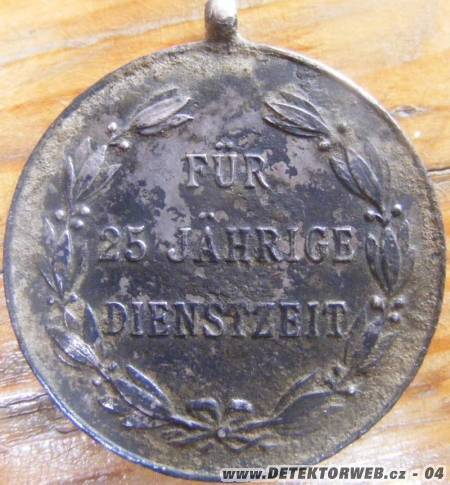 FÜR
25 JÄHRIGE
DIENSTZEIT
www.DETEKTORWEB.cz - 04